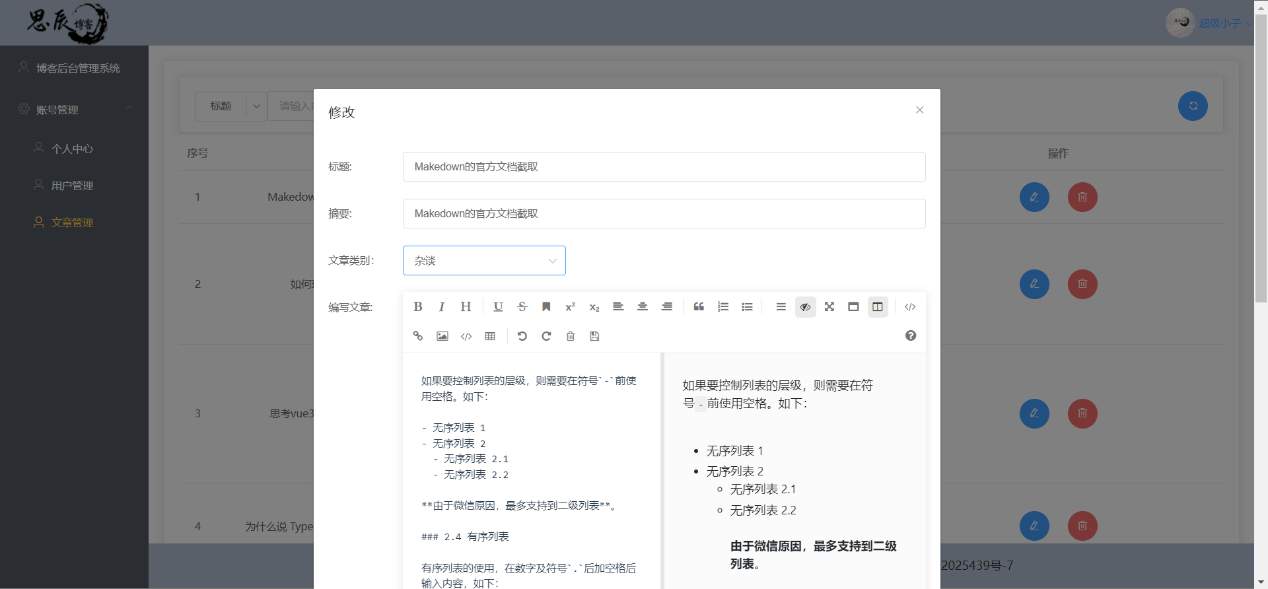 思辰博客
超级小子
博客后台管理系统
账号管理
个人中心
用户管理
文章管理
标题
请输入
序号
操作
1
Makedow
2
如何
3
思考vue3
4
为什么说 Type
修改
标题:
Makedown的官方文档截取
摘要:
Makedown的官方文档截取
文章类别:
杂谈
编写文章:
B I H U S x² x₂
如果要控制列表的层级，则需要在符号`-`前使
用空格。如下：
- 无序列表 1
- 无序列表 2
- 无序列表 2.1
- 无序列表 2.2
**由于微信原因，最多支持到二级列表**。
### 2.4 有序列表
有序列表的使用，在数字及符号`.`后加空格后
输入内容，如下：
如果要控制列表的层级，则需要在符
号 - 前使用空格。如下：
• 无序列表 1
• 无序列表 2
◦ 无序列表 2.1
◦ 无序列表 2.2
由于微信原因，最多支持到二级
列表。
2025439号-7